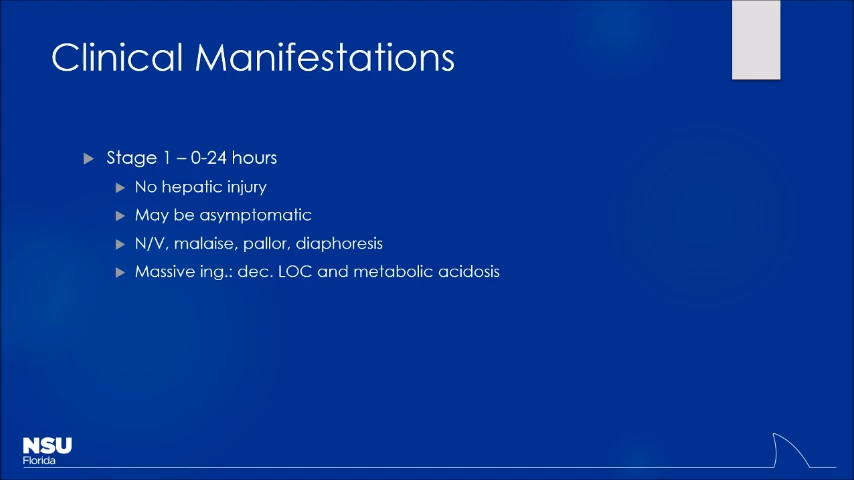 Clinical Manifestations
Stage 1 – 0-24 hours
No hepatic injury
May be asymptomatic
N/V, malaise, pallor, diaphoresis
Massive ing.: dec. LOC and metabolic acidosis
NSU
Florida